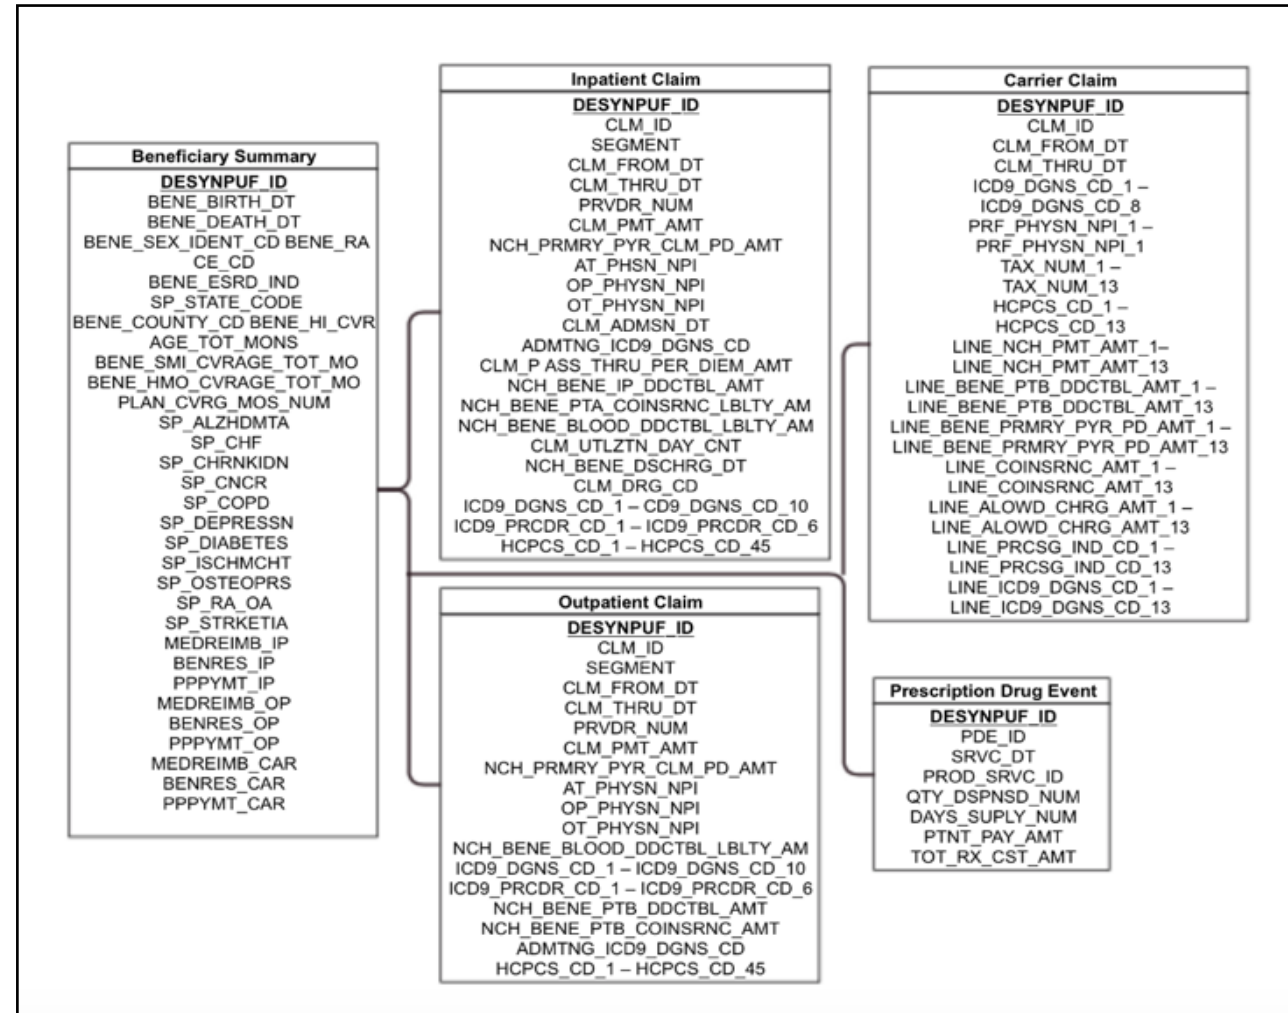 Beneficiary Summary
DESYNPUF_ID
BENE_BIRTH_DT
BENE_DEATH_DT
BENE_SEX_IDENT_CD BENE_RA
CE_CD
BENE_ESRD_IND
SP_STATE_CODE
BENE_COUNTY_CD BENE_HI_CVR
AGE_TOT_MONS
BENE_SMI_CVRAGE_TOT_MO
BENE_HMO_CVRAGE_TOT_MO
PLAN_CVRG_MOS_NUM
SP_ALZHDMTA
SP_CHF
SP_CHRNKIDN
SP_CNCR
SP_COPD
SP_DEPRESSN
SP_DIABETES
SP_ISCHMCHT
SP_OSTEOPRS
SP_RA_OA
SP_STRKETIA
MEDREIMB_IP
BENRES_IP
PPPYMT_IP
MEDREIMB_OP
BENRES_OP
PPPYMT_OP
MEDREIMB_CAR
BENRES_CAR
PPPYMT_CAR
Inpatient Claim
DESYNPUF_ID
CLM_ID
SEGMENT
CLM_FROM_DT
CLM_THRU_DT
PRVDR_NUM
CLM_PMT_AMT
NCH_PRMRY_PYR_CLM_PD_AMT
AT_PHSN_NPI
OP_PHYSN_NPI
OT_PHYSN_NPI
CLM_ADMSN_DT
ADMTNG_ICD9_DGNS_CD
CLM_P ASS_THRU_PER_DIEM_AMT
NCH_BENE_IP_DDCTBL_AMT
NCH_BENE_PTA_COINSRNC_LBLTY_AM
NCH_BENE_BLOOD_DDCTBL_LBLTY_AM
CLM_UTLZTN_DAY_CNT
NCH_BENE_DSCHRG_DT
CLM_DRG_CD
ICD9_DGNS_CD_1 – CD9_DGNS_CD_10
ICD9_PRCDR_CD_1 – ICD9_PRCDR_CD_6
HCPCS_CD_1 – HCPCS_CD_45
Outpatient Claim
DESYNPUF_ID
CLM_ID
SEGMENT
CLM_FROM_DT
CLM_THRU_DT
PRVDR_NUM
CLM_PMT_AMT
NCH_PRMRY_PYR_CLM_PD_AMT
AT_PHYSN_NPI
OP_PHYSN_NPI
OT_PHYSN_NPI
NCH_BENE_BLOOD_DDCTBL_LBLTY_AM
ICD9_DGNS_CD_1 – ICD9_DGNS_CD_10
ICD9_PRCDR_CD_1 – ICD9_PRCDR_CD_6
NCH_BENE_PTB_DDCTBL_AMT
NCH_BENE_PTB_COINSRNC_AMT
ADMTNG_ICD9_DGNS_CD
HCPCS_CD_1 – HCPCS_CD_45
Carrier Claim
DESYNPUF_ID
CLM_ID
CLM_FROM_DT
CLM_THRU_DT
ICD9_DGNS_CD_1 –
ICD9_DGNS_CD_8
PRF_PHYSN_NPI_1 –
PRF_PHYSN_NPI_1
TAX_NUM_1 –
TAX_NUM_13
HCPCS_CD_1 –
HCPCS_CD_13
LINE_NCH_PMT_AMT_1–
LINE_NCH_PMT_AMT_13
LINE_BENE_PTB_DDCTBL_AMT_1 –
LINE_BENE_PTB_DDCTBL_AMT_13
LINE_BENE_PRMRY_PYR_PD_AMT_1 –
LINE_BENE_PRMRY_PYR_PD_AMT_13
LINE_COINSRNC_AMT_1 –
LINE_COINSRNC_AMT_13
LINE_ALOWD_CHRG_AMT_1 –
LINE_ALOWD_CHRG_AMT_13
LINE_PRCSG_IND_CD_1 –
LINE_PRCSG_IND_CD_13
LINE_ICD9_DGNS_CD_1 –
LINE_ICD9_DGNS_CD_13
Prescription Drug Event
DESYNPUF_ID
PDE_ID
SRVC_DT
PROD_SRVC_ID
QTY_DSPNSD_NUM
DAYS_SUPLY_NUM
PTNT_PAY_AMT
TOT_RX_CST_AMT